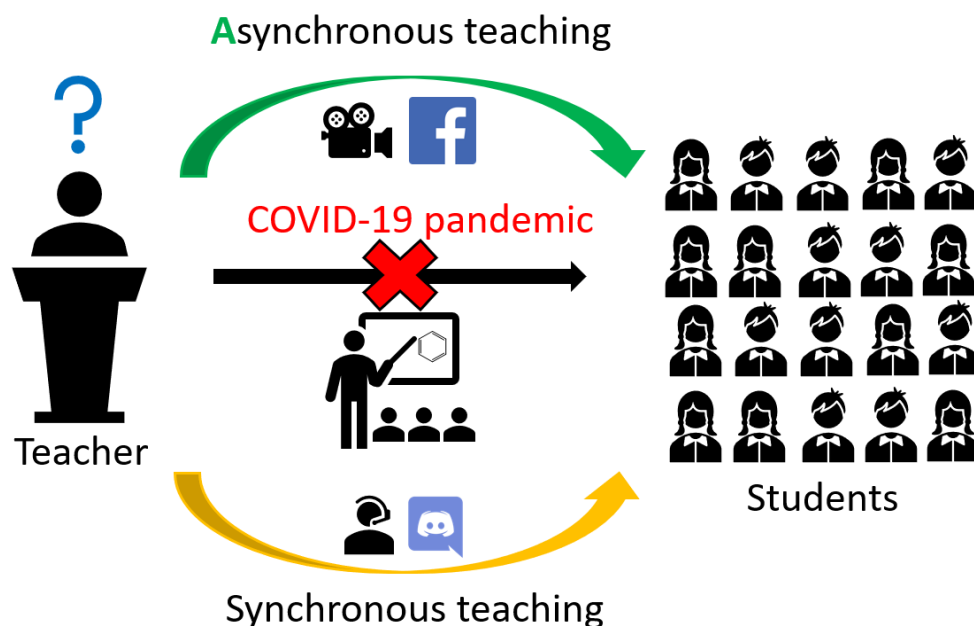 Asynchronous teaching
?
COVID-19 pandemic
Teacher
Students
Synchronous teaching